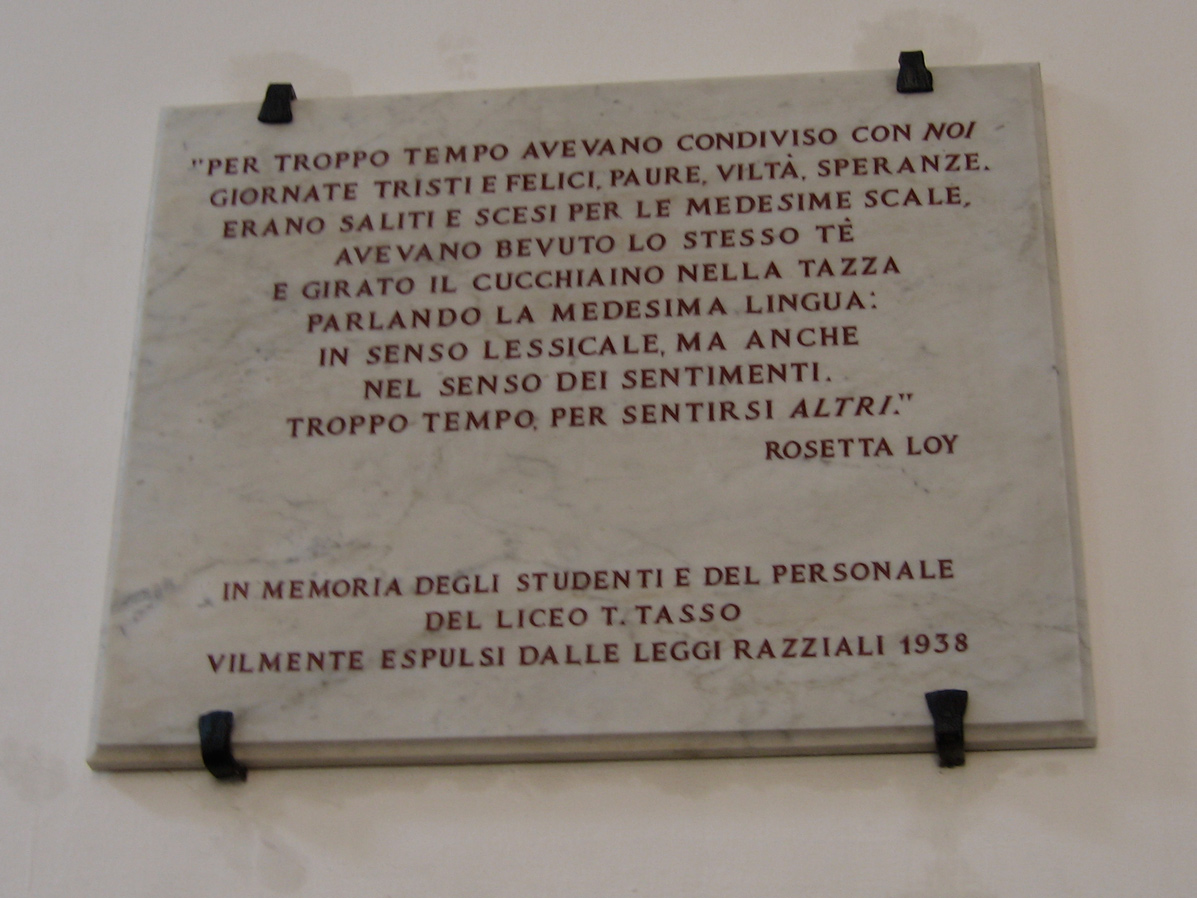 "PER TROPPO TEMPO AVEVANO CONDIVISO CON NOI
GIORNATE TRISTI E FELICI, PAURE, VILTÀ, SPERANZE.
ERANO SALITI E SCESI PER LE MEDESIME SCALE,
AVEVANO BEVUTO LO STESSO TÈ
E GIRATO IL CUCCHIAINO NELLA TAZZA
PARLANDO LA MEDESIMA LINGUA:
IN SENSO LESSICALE, MA ANCHE
NEL SENSO DEI SENTIMENTI.
TROPPO TEMPO, PER SENTIRSI ALTRI."
ROSETTA LOY
IN MEMORIA DEGLI STUDENTI E DEL PERSONALE
DEL LICEO T. TASSO
VILMENTE ESPULSI DALLE LEGGI RAZZIALI 1938